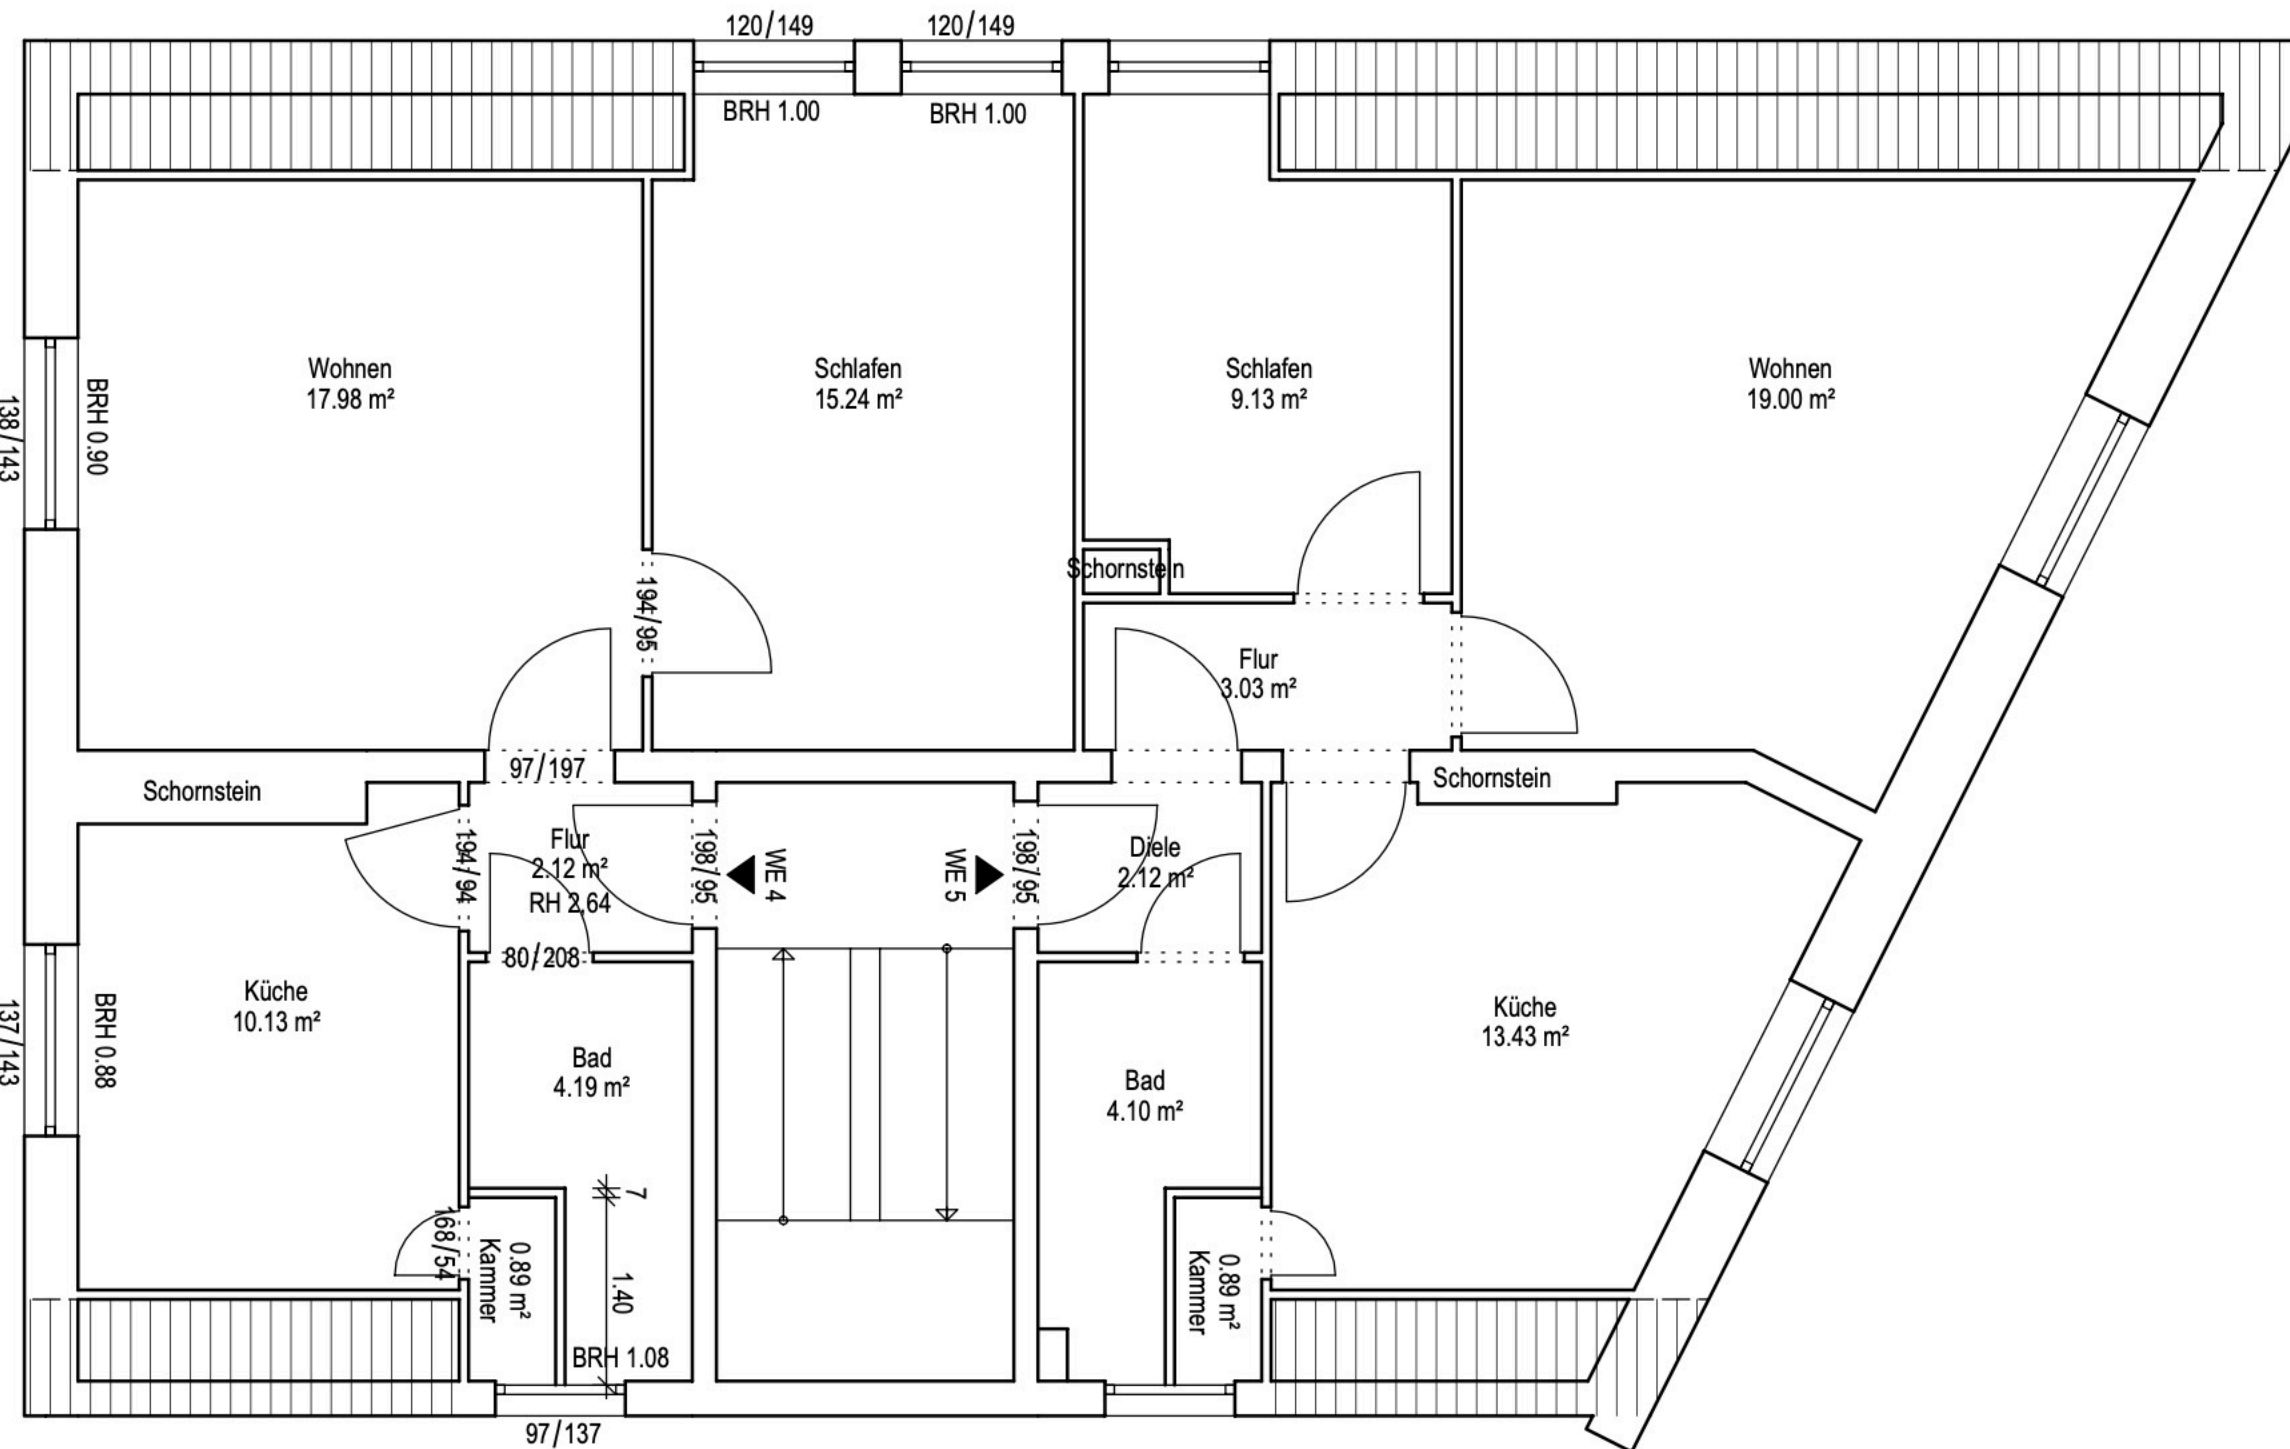 120/149
120/149
BRH 1.00
BRH 1.00
Wohnen
17.98 m²
Schlafen
15.24 m²
Schlafen
9.13 m²
Wohnen
19.00 m²
138/143
BRH 0.90
Schornstein
194/95
Flur
3.03 m²
97/197
Schornstein
Schornstein
194/94
Flur
2.12 m²
RH 2,64
198/95
WE 4
WE 5
198/95
Diele
2.12 m²
80/208
Küche
10.13 m²
137/143
BRH 0.88
Bad
4.19 m²
Bad
4.10 m²
Küche
13.43 m²
7
168/54
0.89 m²
Kammer
1.40
0.89 m²
Kammer
BRH 1.08
97/137